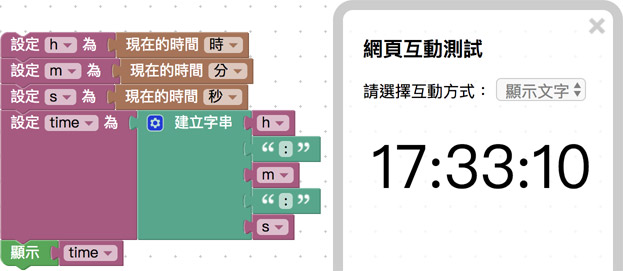 設定 h 為 現在的時間 時
設定 m 為 現在的時間 分
設定 s 為 現在的時間 秒
設定 time 為 建立字串 h
“ : ”
m
“ : ”
s
顯示 time
網頁互動測試
請選擇互動方式： 顯示文字
17:33:10